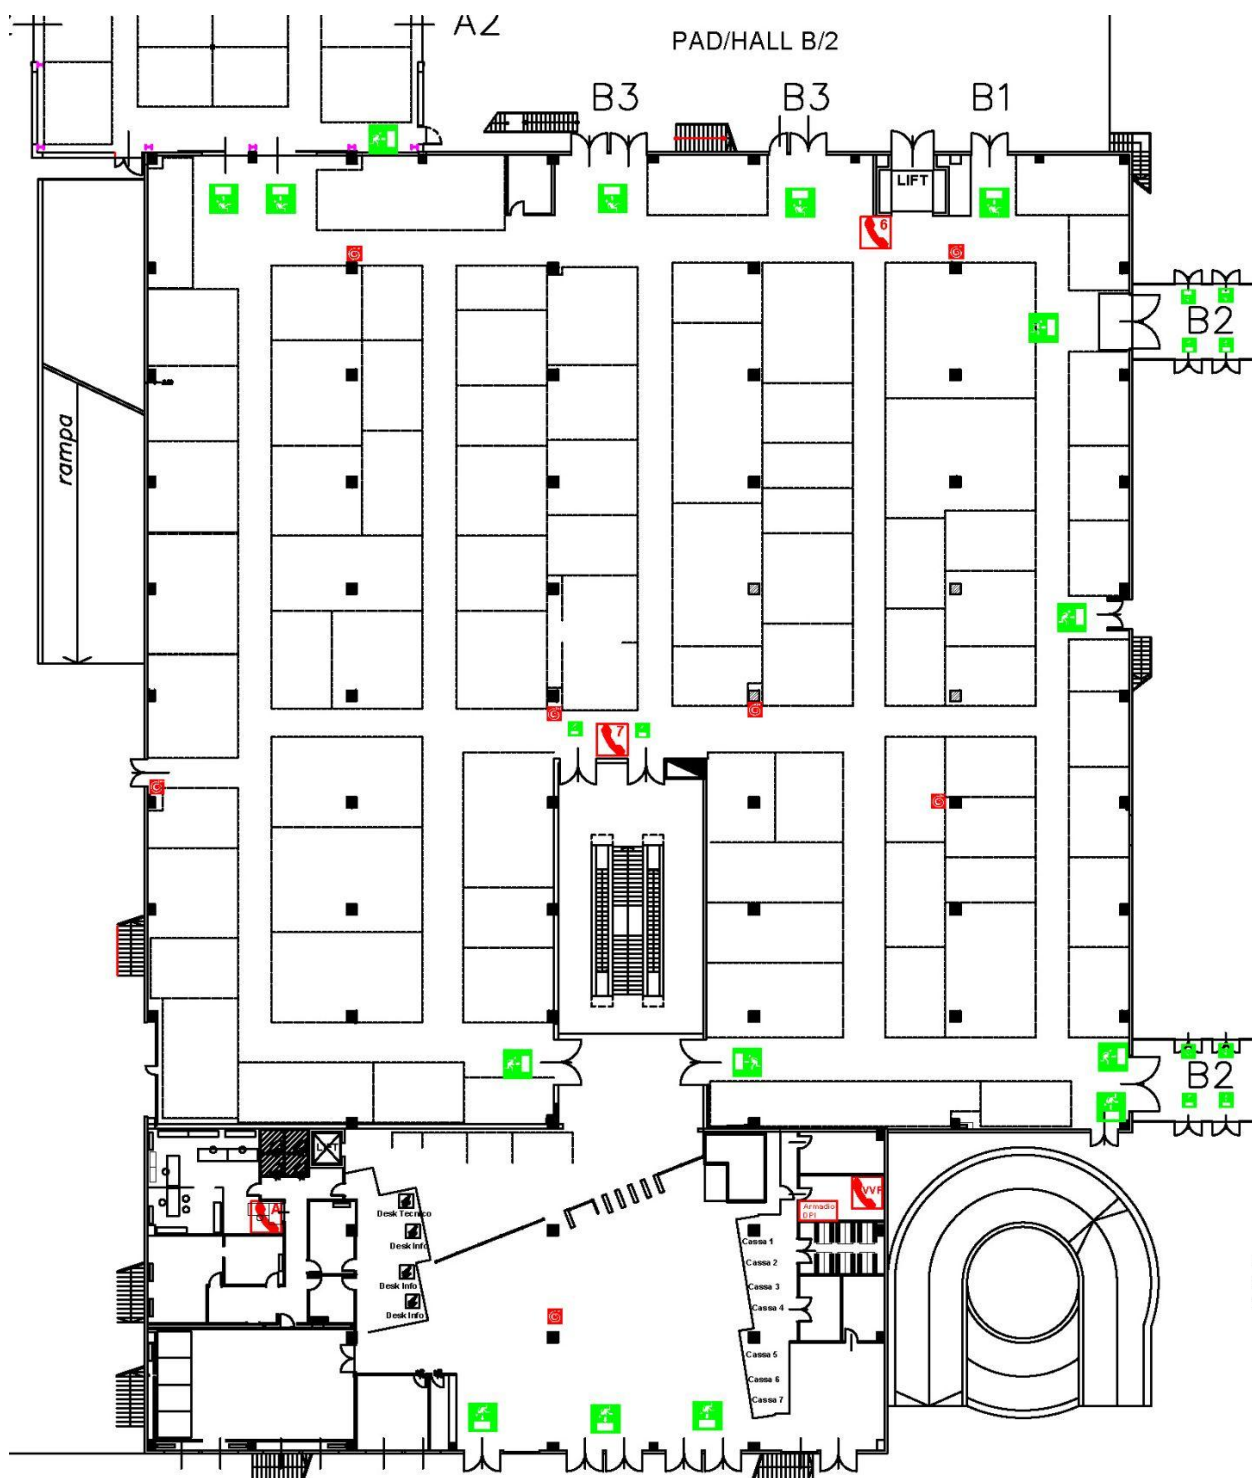 A2
PAD/HALL B/2
B3
B3
B1
LIFT
6
G
G
B2
rampa
G
G
7
G
G
B2
LIFT
A
VVF
Armadio
DPI
Desk Tecnico
Desk Info
Desk Info
Desk Info
Cassa 1
Cassa 2
Cassa 3
Cassa 4
G
Cassa 5
Cassa 6
Cassa 7